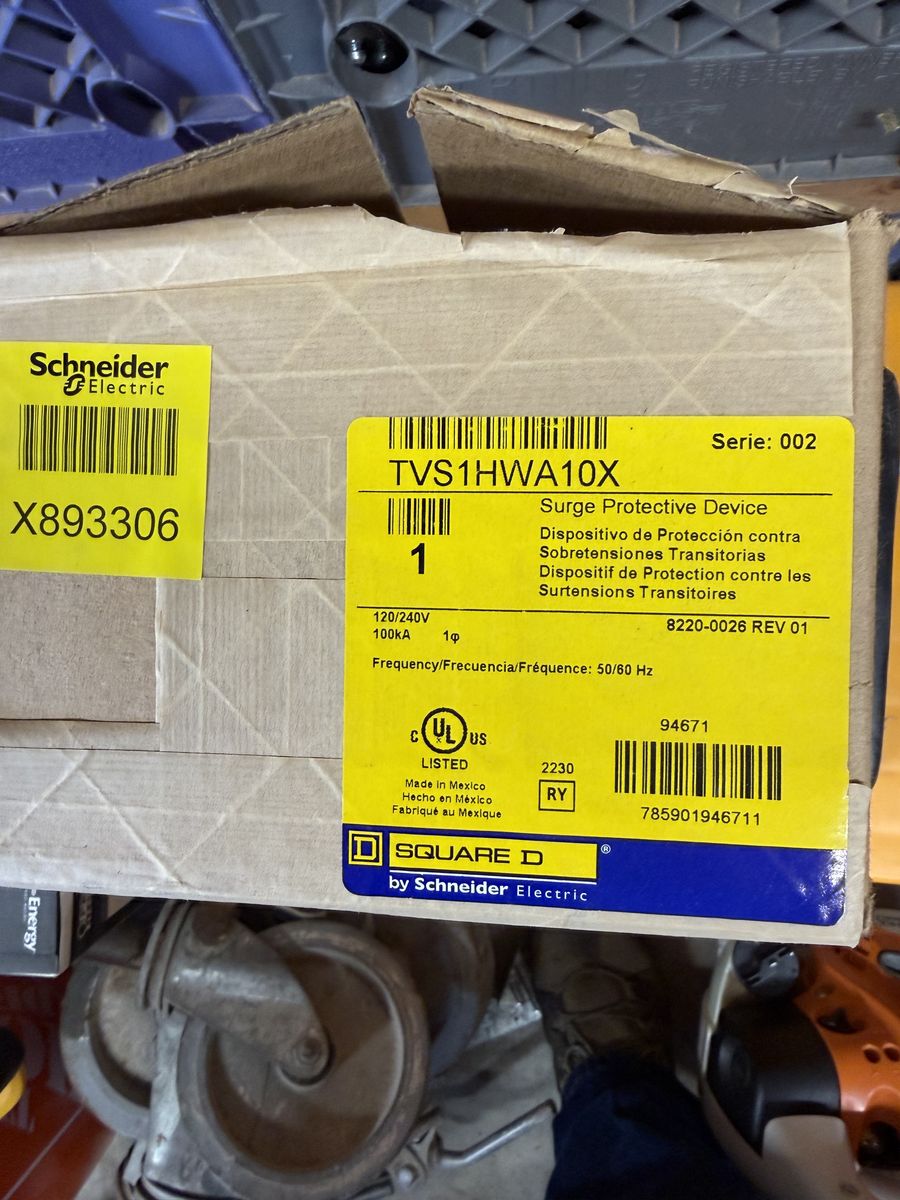 Schneider
Electric
X893306
TVS1HWA10X
Serie: 002
1
Surge Protective Device
Dispositivo de Protección contra
Sobretensiones Transitorias
Dispositif de Protection contre les
Surtensions Transitoires
120/240V
100kA 1φ
8220-0026 REV 01
Frequency/Frecuencia/Fréquence: 50/60 Hz
C UL US
LISTED
Made in Mexico
Hecho en México
Fabriqué au Mexique
2230
RY
94671
785901946711
D SQUARE D ®
by Schneider Electric
-Energy